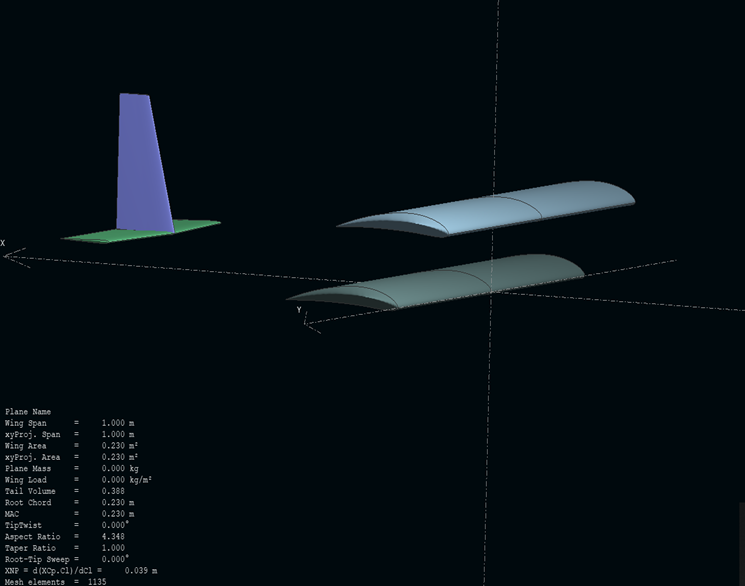 X
Y
Plane Name
Wing Span = 1.000 m
xyProj. Span = 1.000 m
Wing Area = 0.230 m²
xyProj. Area = 0.230 m²
Plane Mass = 0.000 kg
Wing Load = 0.000 kg/m²
Tail Volume = 0.388
Root Chord = 0.230 m
MAC = 0.230 m
TipTwist = 0.000°
Aspect Ratio = 4.348
Taper Ratio = 1.000
Root-Tip Sweep = 0.000°
XNP = d(XCp.Cl)/dCl = 0.039 m
Mesh elements = 1135